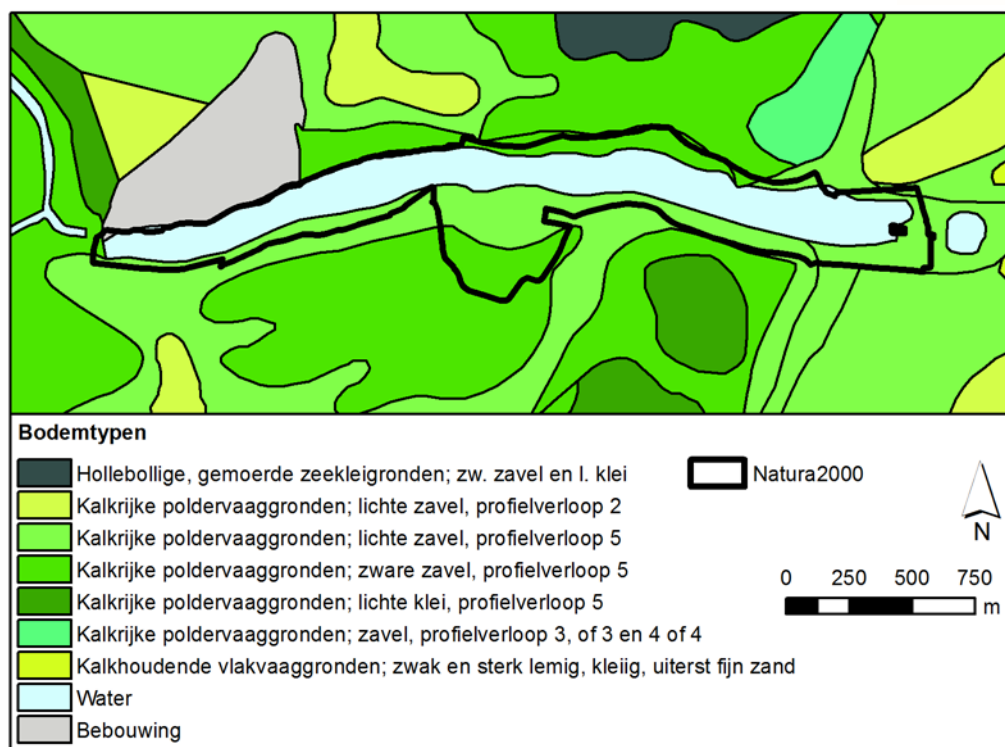 Bodemtypen
Hollebollige, gemoerde zeekleigronden; zw. zavel en l. klei
Kalkrijke poldervaaggronden; lichte zavel, profielverloop 2
Kalkrijke poldervaaggronden; lichte zavel, profielverloop 5
Kalkrijke poldervaaggronden; zware zavel, profielverloop 5
Kalkrijke poldervaaggronden; lichte klei, profielverloop 5
Kalkrijke poldervaaggronden; zavel, profielverloop 3, of 3 en 4 of 4
Kalkhoudende vlakvaaggronden; zwak en sterk lemig, kleiig, uiterst fijn zand
Water
Bebouwing
Natura2000
N
0 250 500 750
m